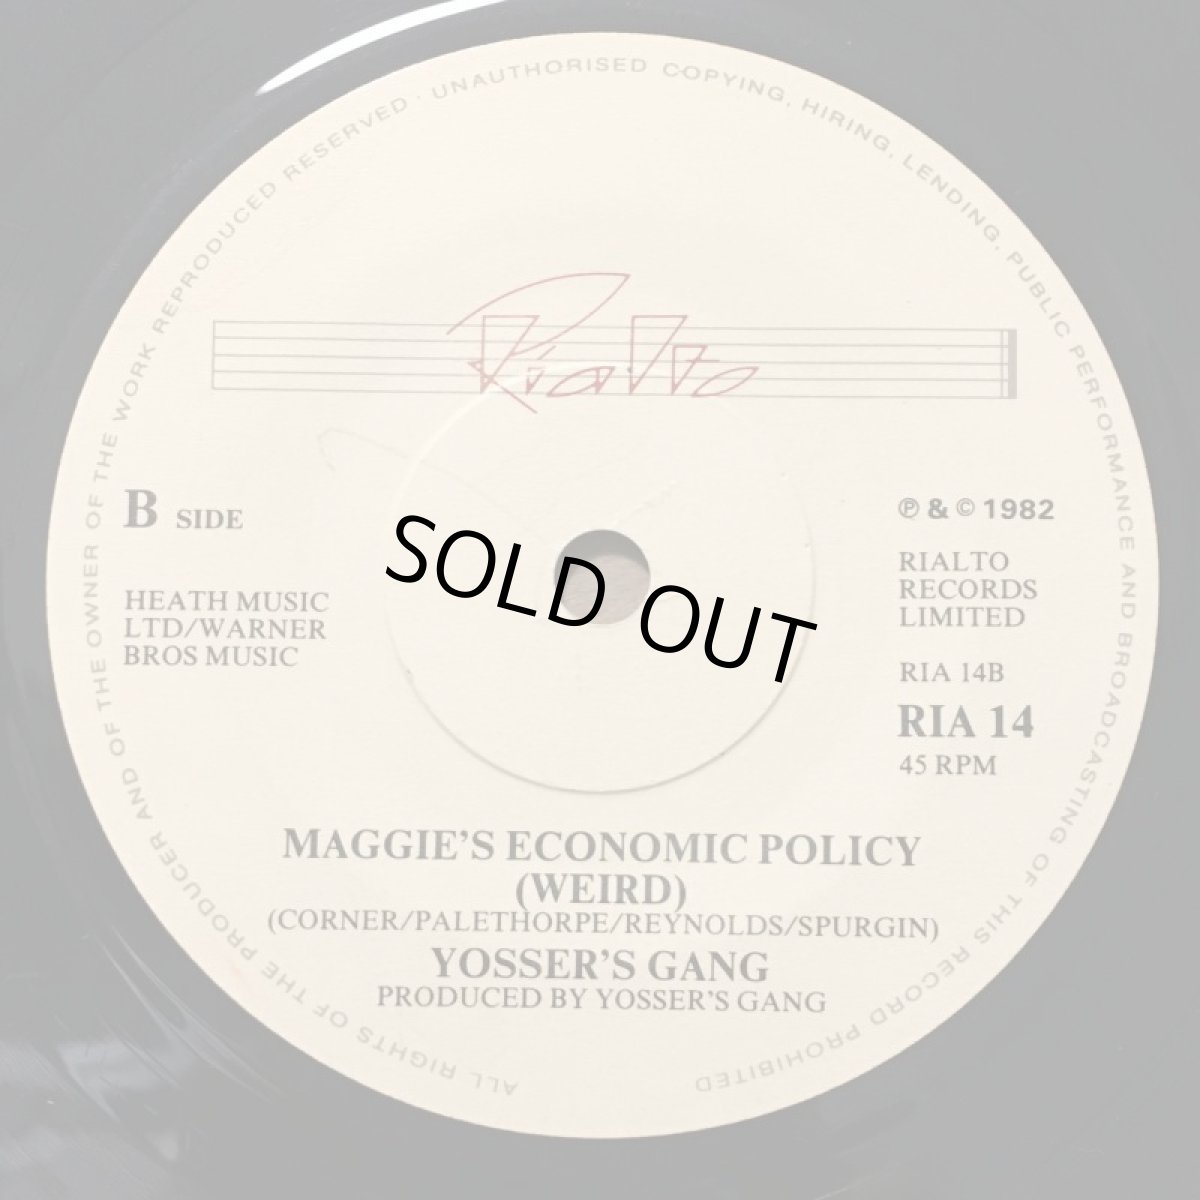 ALL RIGHTS OF THE PRODUCER AND OF THE OWNER OF THE WORK REPRODUCED RESERVED · UNAUTHORISED COPYING, HIRING, LENDING, PUBLIC PERFORMANCE AND BROADCASTING OF THIS RECORD PROHIBITED
Rialto
B SIDE
HEATH MUSIC
LTD/WARNER
BROS MUSIC
℗ & © 1982
RIALTO
RECORDS
LIMITED
RIA 14B
RIA 14
45 RPM
SOLD OUT
MAGGIE'S ECONOMIC POLICY
(WEIRD)
(CORNER/PALETHORPE/REYNOLDS/SPURGIN)
YOSSER'S GANG
PRODUCED BY YOSSER'S GANG